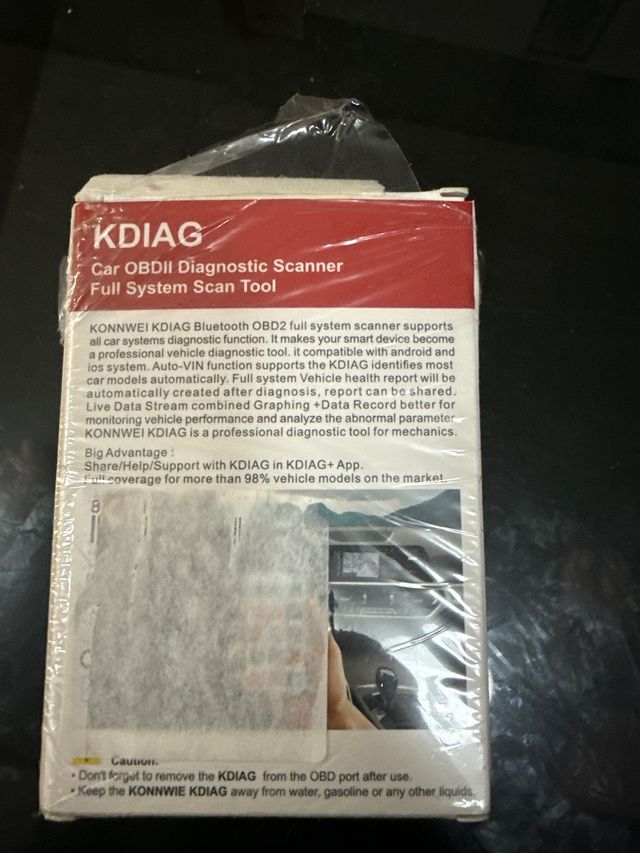 KDIAG
Car OBDII Diagnostic Scanner
Full System Scan Tool
KONNWEI KDIAG Bluetooth OBD2 full system scanner supports
all car systems diagnostic function. It makes your smart device become
a professional vehicle diagnostic tool. it compatible with android and
ios system. Auto-VIN function supports the KDIAG identifies most
car models automatically. Full system Vehicle health report will be
automatically created after diagnosis, report can be shared.
Live Data Stream combined Graphing +Data Record better for
monitoring vehicle performance and analyze the abnormal parameter
KONNWEI KDIAG is a professional diagnostic tool for mechanics.
Big Advantage :
Share/Help/Support with KDIAG in KDIAG+ App.
Full coverage for more than 98% vehicle models on the market.
8
Caution:
• Don't forget to remove the KDIAG from the OBD port after use.
• Keep the KONNWIE KDIAG away from water, gasoline or any other liquids.